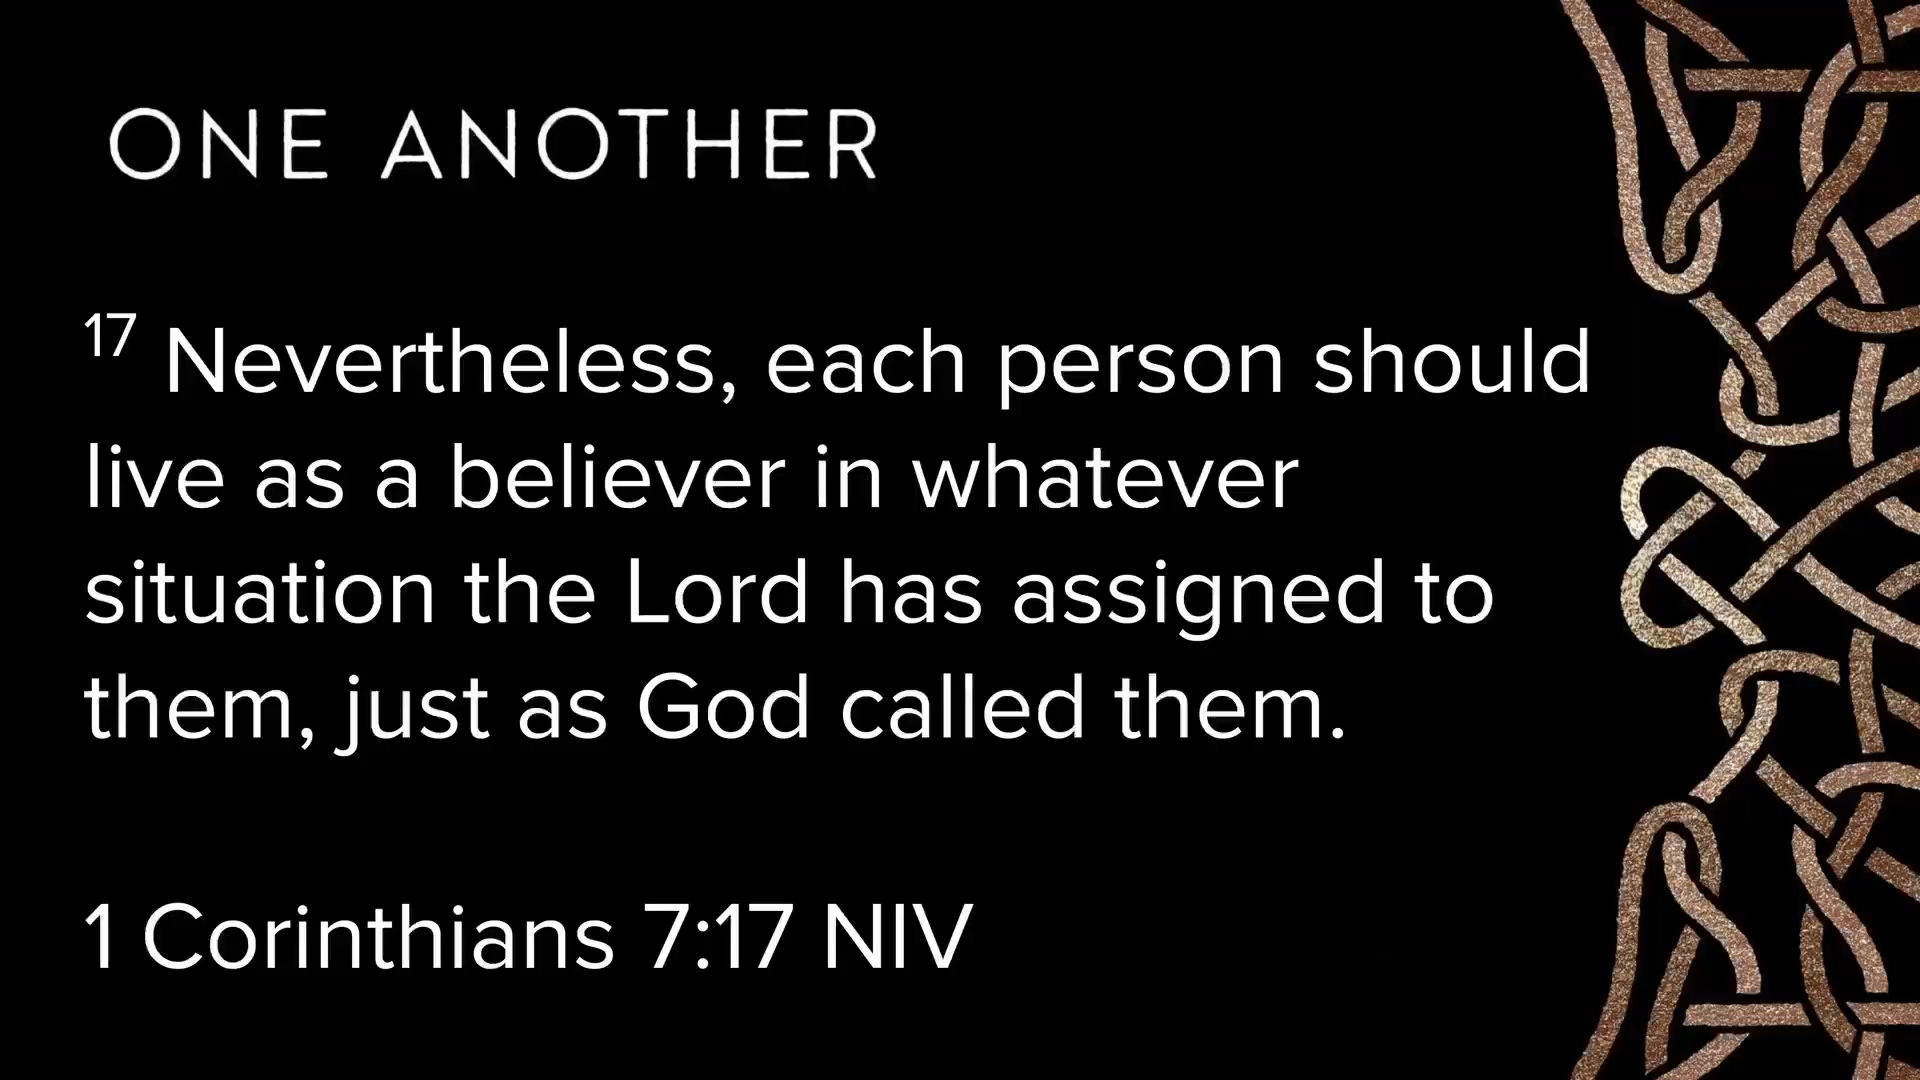 ONE ANOTHER
17 Nevertheless, each person should
live as a believer in whatever
situation the Lord has assigned to
them, just as God called them.
1 Corinthians 7:17 NIV